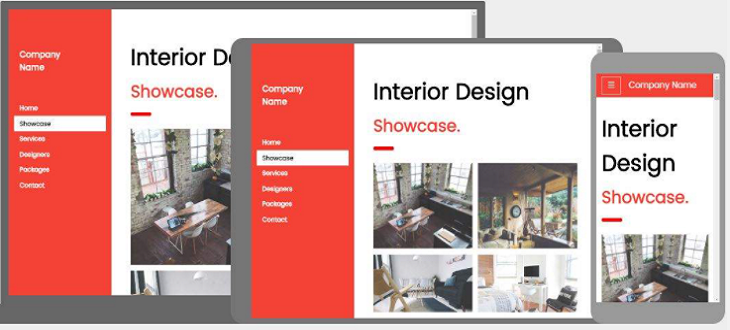 Company
Name
Home
Showcase
Services
Designers
Packages
Contact
Interior D
Showcase.
Company
Name
Home
Showcase
Services
Designers
Packages
Contact
Interior Design
Showcase.
☰ Company Name
Interior
Design
Showcase.